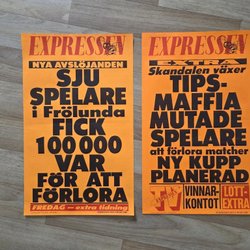 EXPRESSEN
NYA AVSLÖJANDEN
SJU
SPELARE
i Frölunda
FICK
100 000
VAR
FÖR ATT
FÖRLORA
FREDAG – extra tidning
EXPRESSEN
EXTRA
Skandalen växer
TIPS-
MAFFIA
MUTADE
SPELARE
att förlora matcher
NY KUPP
PLANERAD
TV
VINNAR-
KONTOT
LOTT-
EXTRA